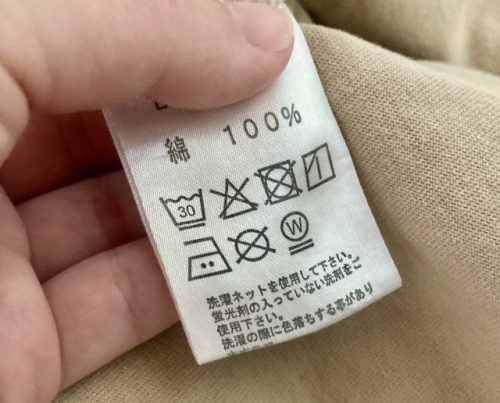 綿 100%
30
W
洗濯ネットを使用して下さい。
蛍光剤の入っていない洗剤をご
使用下さい。
洗濯の際に色落ちする事があり